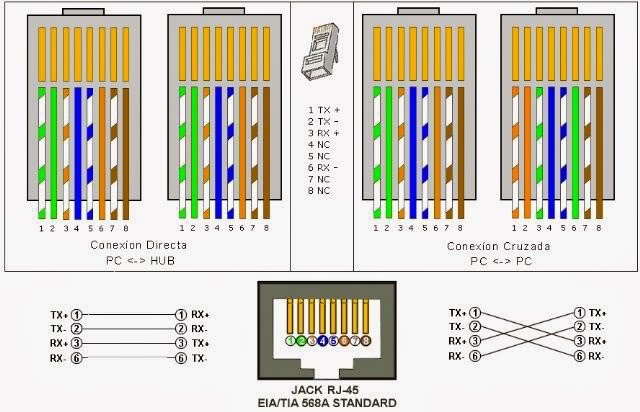 1 2 3 4 5 6 7 8
1 2 3 4 5 6 7 8
Conexíon Directa
PC <-> HUB
1 TX +
2 TX -
3 RX +
4 NC
5 NC
6 RX -
7 NC
8 NC
1 2 3 4 5 6 7 8
1 2 3 4 5 6 7 8
Conexíon Cruzada
PC <-> PC
TX+ 1 1 RX+
TX- 2 2 RX-
RX+ 3 3 TX+
RX- 6 6 TX-
1 2 3 4 5 6 7 8
JACK RJ-45
EIA/TIA 568A STANDARD
TX+ 1 1 TX+
TX- 2 2 TX-
RX+ 3 3 RX+
RX- 6 6 RX-